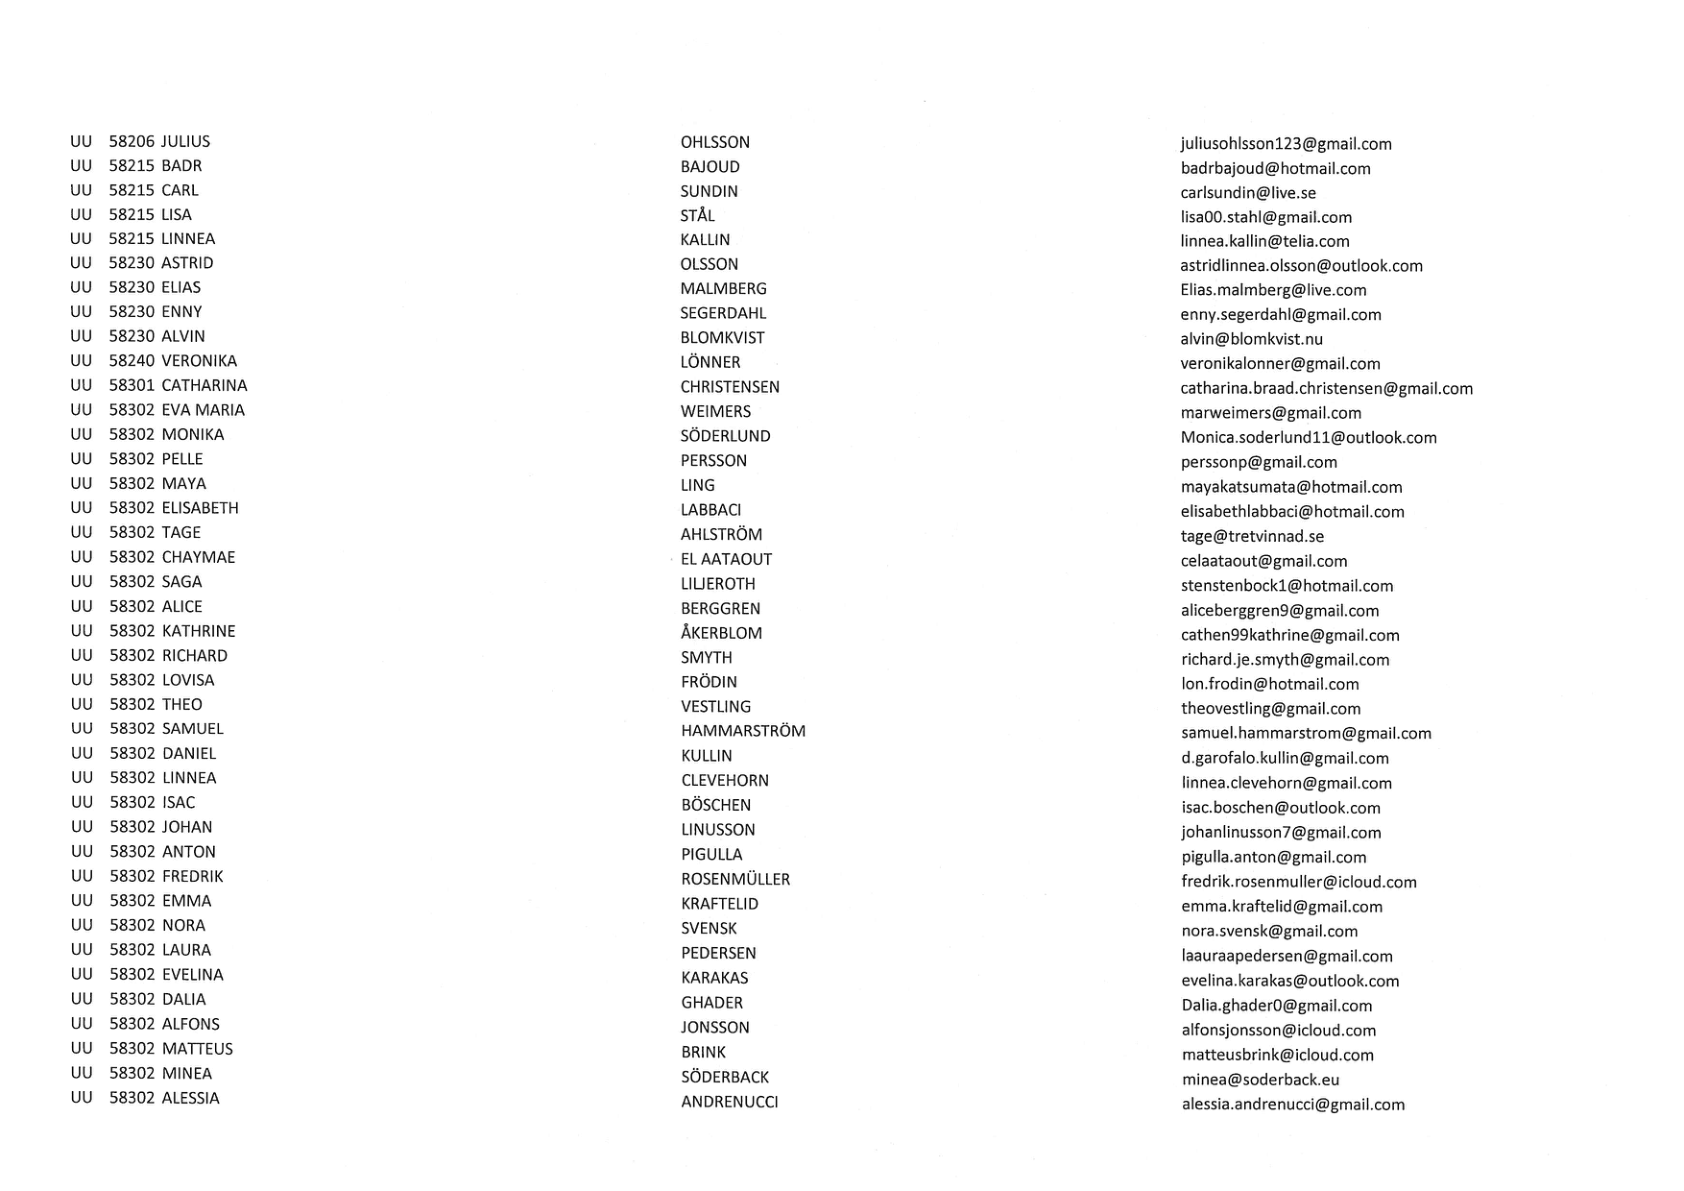 UU 58206 JULIUS OHLSSON juliusohlsson123@gmail.com
UU 58215 BADR BAJOUD badrbajoud@hotmail.com
UU 58215 CARL SUNDIN carlsundin@live.se
UU 58215 LISA STÅL lisa00.stahl@gmail.com
UU 58215 LINNEA KALLIN linnea.kallin@telia.com
UU 58230 ASTRID OLSSON astridlinnea.olsson@outlook.com
UU 58230 ELIAS MALMBERG Elias.malmberg@live.com
UU 58230 ENNY SEGERDAHL enny.segerdahl@gmail.com
UU 58230 ALVIN BLOMKVIST alvin@blomkvist.nu
UU 58240 VERONIKA LÖNNER veronikalonner@gmail.com
UU 58301 CATHARINA CHRISTENSEN catharina.braad.christensen@gmail.com
UU 58302 EVA MARIA WEIMERS marweimers@gmail.com
UU 58302 MONIKA SÖDERLUND Monica.soderlund11@outlook.com
UU 58302 PELLE PERSSON perssonp@gmail.com
UU 58302 MAYA LING mayakatsumata@hotmail.com
UU 58302 ELISABETH LABBACI elisabethlabbaci@hotmail.com
UU 58302 TAGE AHLSTRÖM tage@tretvinnad.se
UU 58302 CHAYMAE EL AATAOUT celaataout@gmail.com
UU 58302 SAGA LILJEROTH stenstenbock1@hotmail.com
UU 58302 ALICE BERGGREN aliceberggren9@gmail.com
UU 58302 KATHRINE ÅKERBLOM cathen99kathrine@gmail.com
UU 58302 RICHARD SMYTH richard.je.smyth@gmail.com
UU 58302 LOVISA FRÖDIN lon.frodin@hotmail.com
UU 58302 THEO VESTLING theovestling@gmail.com
UU 58302 SAMUEL HAMMARSTRÖM samuel.hammarstrom@gmail.com
UU 58302 DANIEL KULLIN d.garofalo.kullin@gmail.com
UU 58302 LINNEA CLEVEHORN linnea.clevehorn@gmail.com
UU 58302 ISAC BÖSCHEN isac.boschen@outlook.com
UU 58302 JOHAN LINUSSON johanlinusson7@gmail.com
UU 58302 ANTON PIGULLA pigulla.anton@gmail.com
UU 58302 FREDRIK ROSENMÜLLER fredrik.rosenmuller@icloud.com
UU 58302 EMMA KRAFTELID emma.kraftelid@gmail.com
UU 58302 NORA SVENSK nora.svensk@gmail.com
UU 58302 LAURA PEDERSEN laauraapedersen@gmail.com
UU 58302 EVELINA KARAKAS evelina.karakas@outlook.com
UU 58302 DALIA GHADER Dalia.ghader0@gmail.com
UU 58302 ALFONS JONSSON alfonsjonsson@icloud.com
UU 58302 MATTEUS BRINK matteusbrink@icloud.com
UU 58302 MINEA SÖDERBACK minea@soderback.eu
UU 58302 ALESSIA ANDRENUCCI alessia.andrenucci@gmail.com